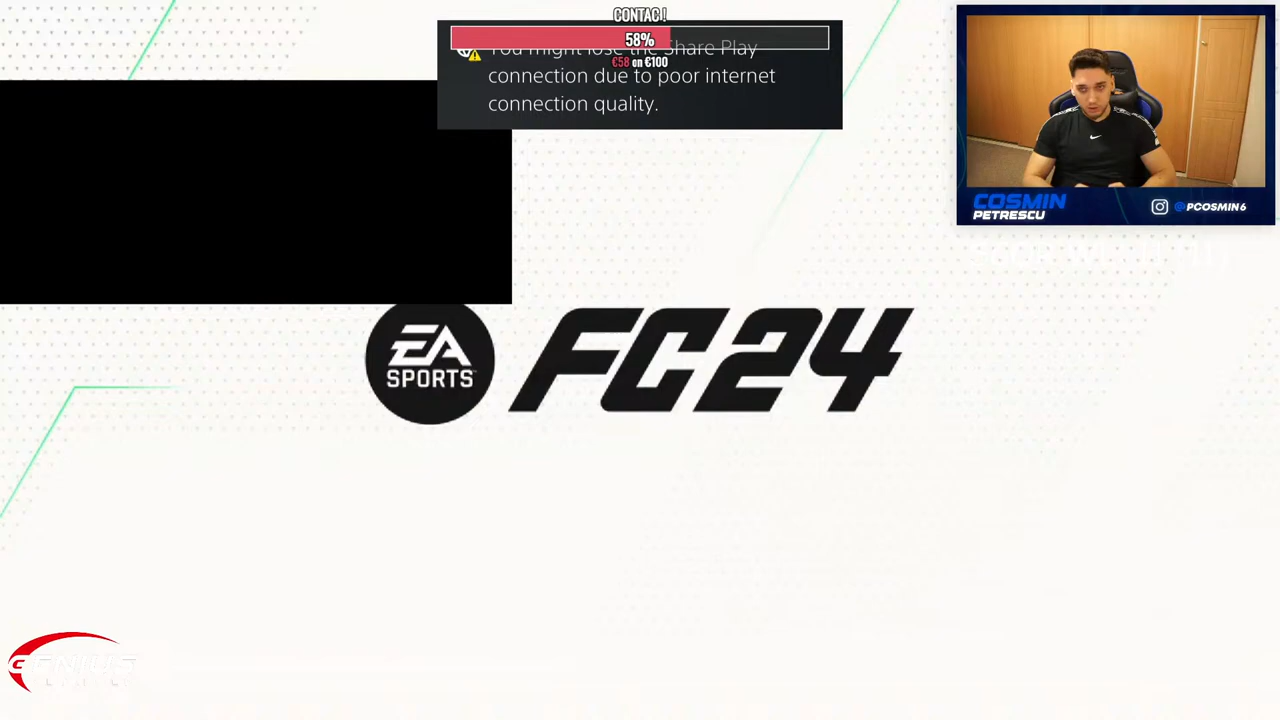 CONTAC !
58%
€58 on €100
You might lose the Share Play
connection due to poor internet
connection quality.
COSMIN
PETRESCU
@PCOSMIN6
EA
SPORTS
FC24
GENIUS